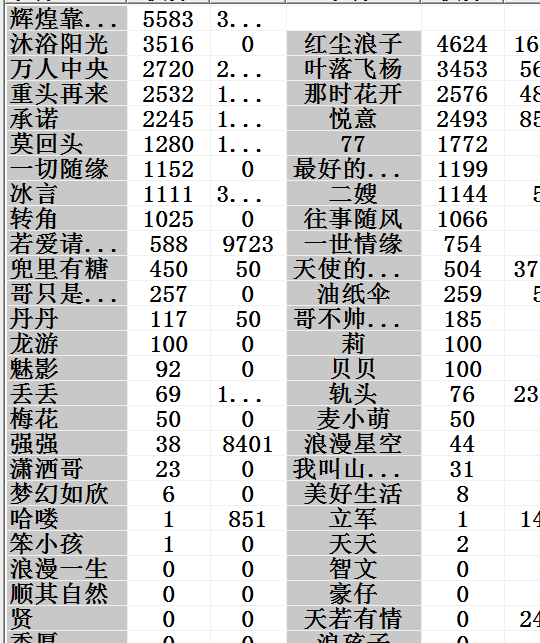 辉煌靠... 5583 3...
沐浴阳光 3516 0 红尘浪子 4624 16
万人中央 2720 2... 叶落飞杨 3453 56
重头再来 2532 1... 那时花开 2576 48
承诺 2245 1... 悦意 2493 85
莫回头 1280 1... 77 1772
一切随缘 1152 0 最好的... 1199
冰言 1111 3... 二嫂 1144 5
转角 1025 0 往事随风 1066
若爱请... 588 9723 一世情缘 754
兜里有糖 450 50 天使的... 504 37
哥只是... 257 0 油纸伞 259 5
丹丹 117 50 哥不帅... 185
龙游 100 0 莉 100
魅影 92 0 贝贝 100
丢丢 69 1... 轨头 76 23
梅花 50 0 麦小萌 50
强强 38 8401 浪漫星空 44
潇洒哥 23 0 我叫山... 31
梦幻如欣 6 0 美好生活 8
哈喽 1 851 立军 1 14
笨小孩 1 0 天天 2
浪漫一生 0 0 智文 0
顺其自然 0 0 豪仔 0
贤 0 0 天若有情 0 24